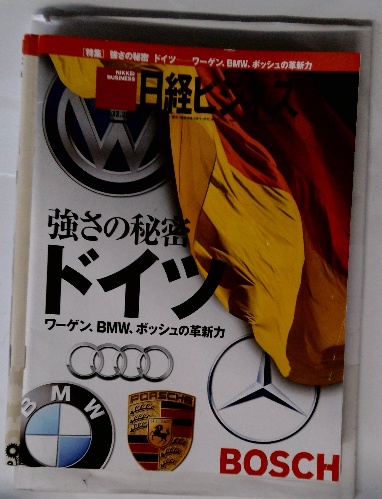 [特集] 強さの秘密 ドイツ ワーゲン、BMW、ボッシュの革新力
NIKKEI
BUSINESS
日経ビジネス
強さの秘密
ドイツ
ワーゲン、BMW、ボッシュの革新力
BMW
PORSCHE
BOSCH